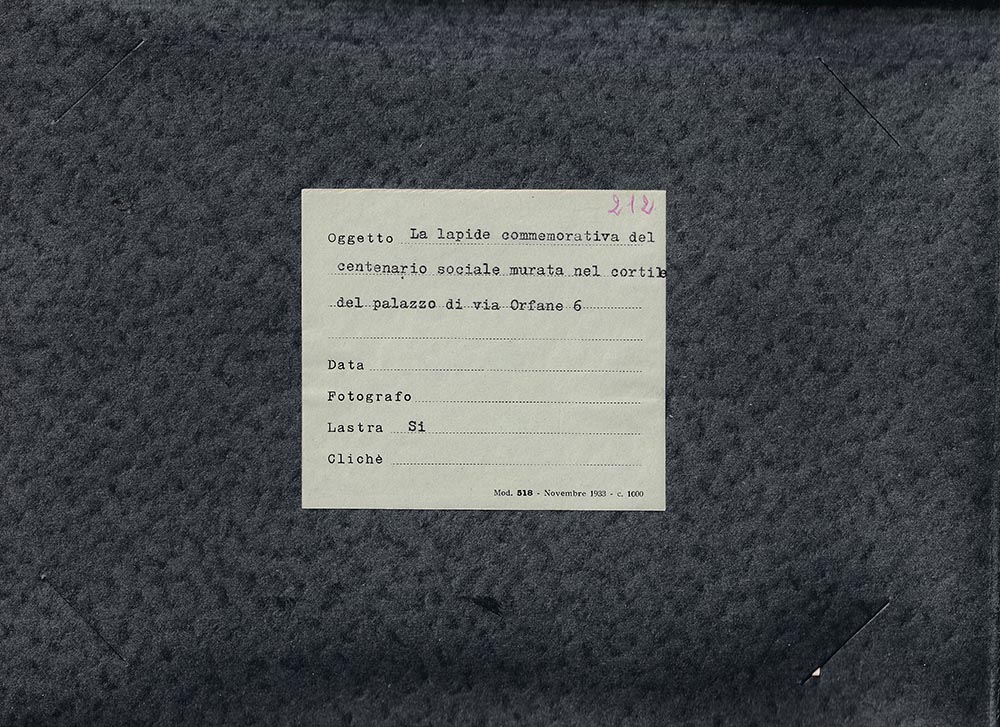 212
Oggetto La lapide commemorativa del
centenario sociale murata nel cortile
del palazzo di via Orfane 6
Data
Fotografo
Lastra Si
Clichè
Mod. 518 - Novembre 1933 - c. 1000